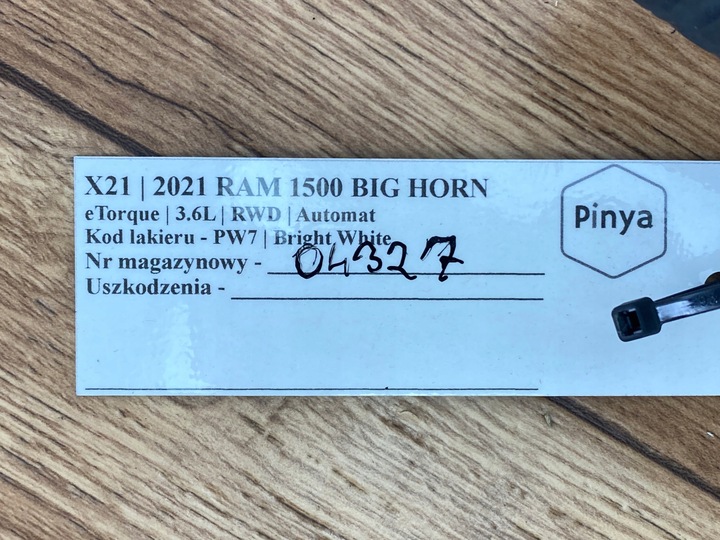 X21 | 2021 RAM 1500 BIG HORN
eTorque | 3.6L | RWD | Automat
Kod lakieru - PW7 | Bright White
Nr magazynowy - 04327
Uszkodzenia -
Pinya